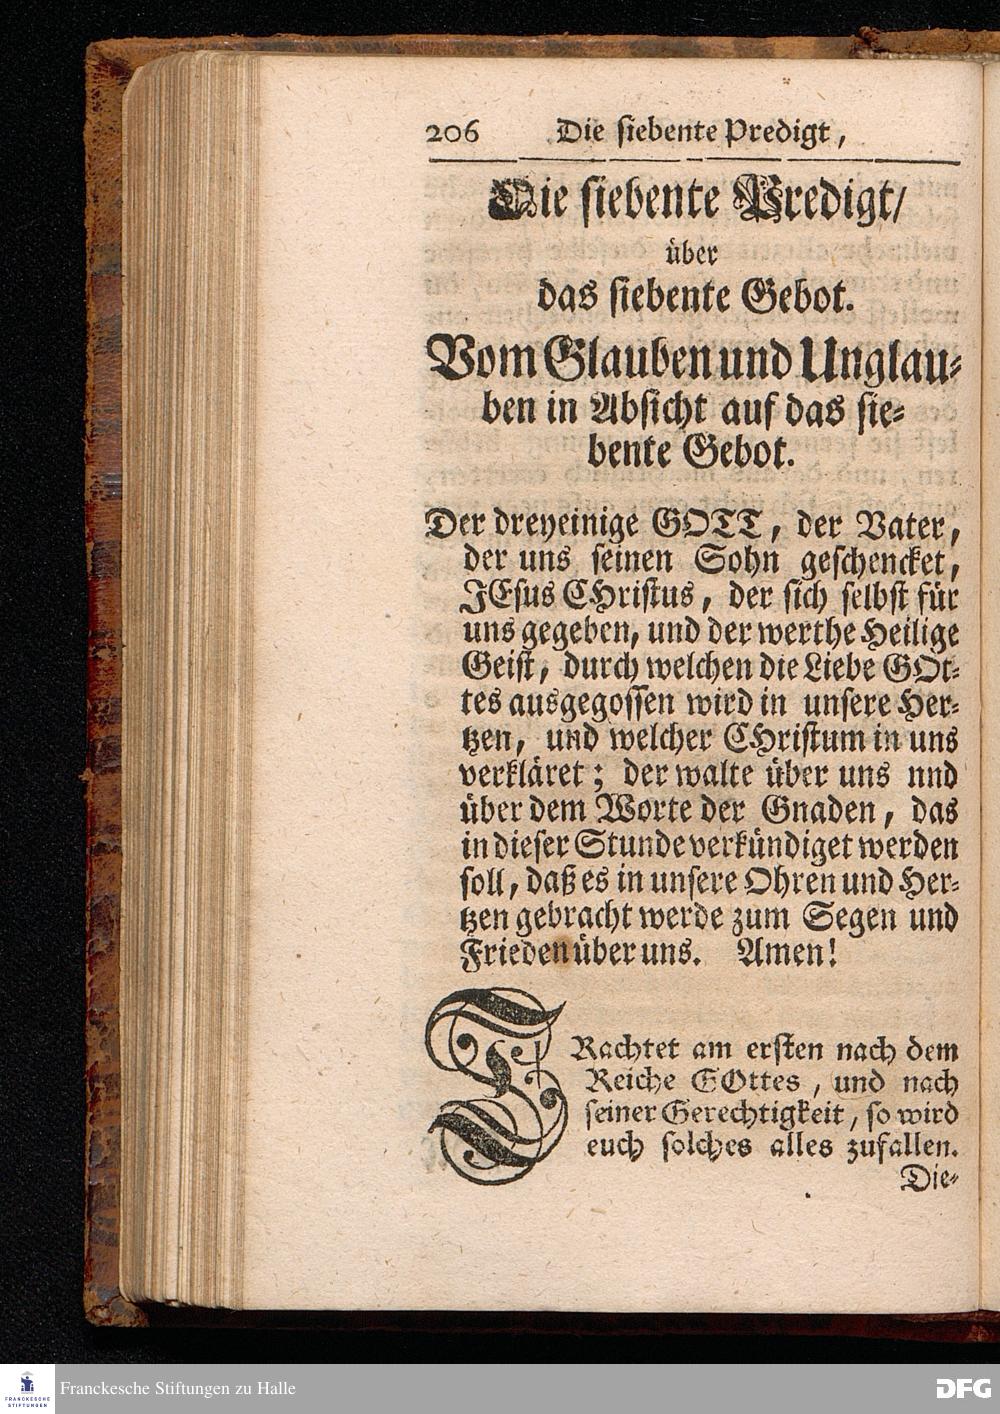 206 Die siebente Predigt,
Die siebente Predigt/
über
das siebente Gebot.
Vom Glauben und Unglau-
ben in Absicht auf das sie-
bente Gebot.
Der dreyeinige GOTT, der Vater,
der uns seinen Sohn geschencket,
JEsus CHristus, der sich selbst für
uns gegeben, und der werthe Heilige
Geist, durch welchen die Liebe GOt-
tes ausgegossen wird in unsere Her-
tzen, und welcher CHristum in uns
verkläret; der walte über uns nnd
über dem Worte der Gnaden, das
in dieser Stunde verkündiget werden
soll, daß es in unsere Ohren und Her-
tzen gebracht werde zum Segen und
Frieden über uns. Amen!
TRachtet am ersten nach dem
Reiche GOttes, und nach
seiner Gerechtigkeit, so wird
euch solches alles zufallen.
Die-
FRANCKESCHE
STIFTUNGEN
Franckesche Stiftungen zu Halle
DFG